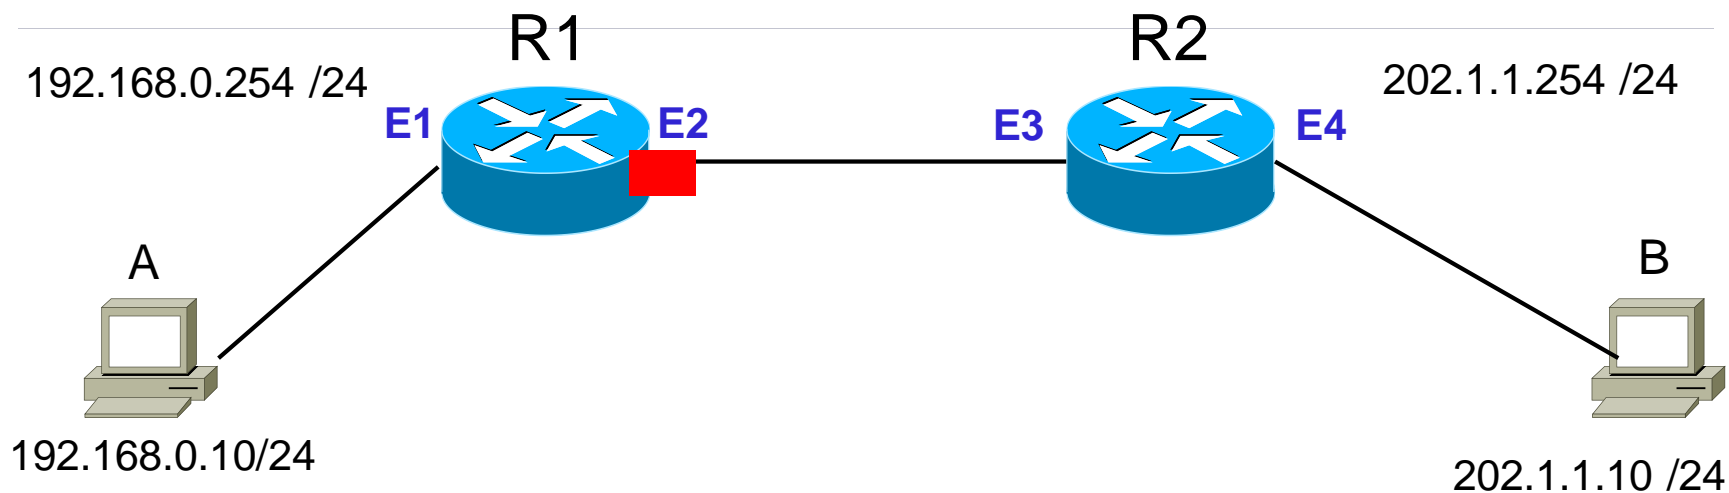 R1
R2
192.168.0.254 /24
202.1.1.254 /24
E1
E2
E3
E4
A
B
192.168.0.10/24
202.1.1.10 /24